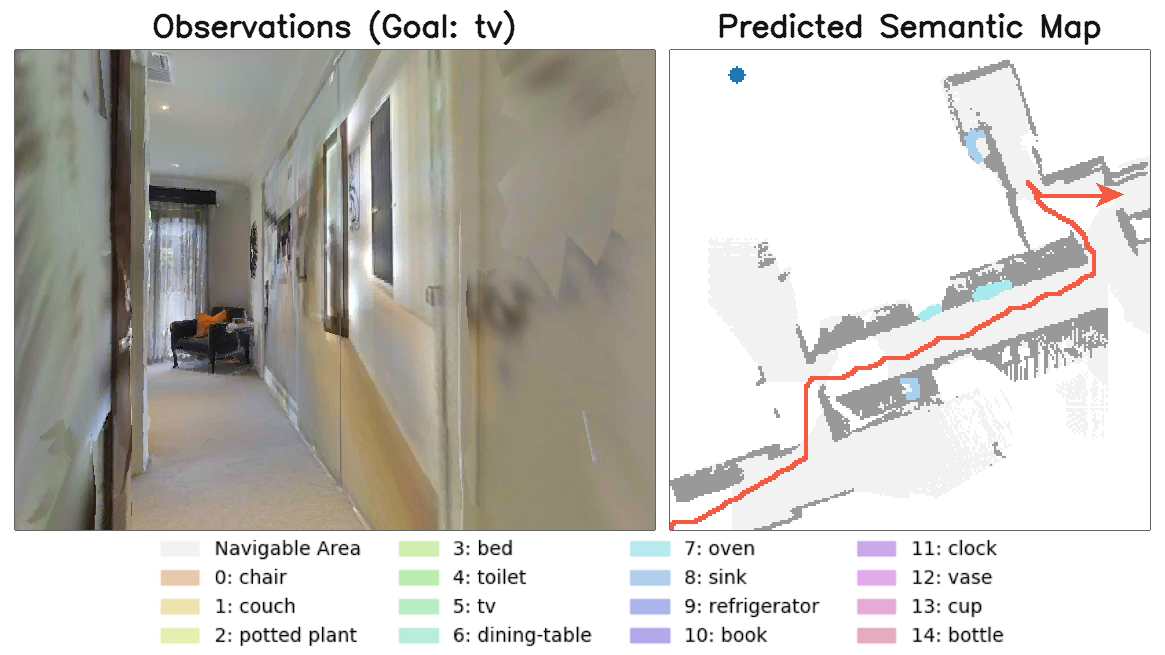 Observations (Goal: tv)
Predicted Semantic Map
Navigable Area
0: chair
1: couch
2: potted plant
3: bed
4: toilet
5: tv
6: dining-table
7: oven
8: sink
9: refrigerator
10: book
11: clock
12: vase
13: cup
14: bottle